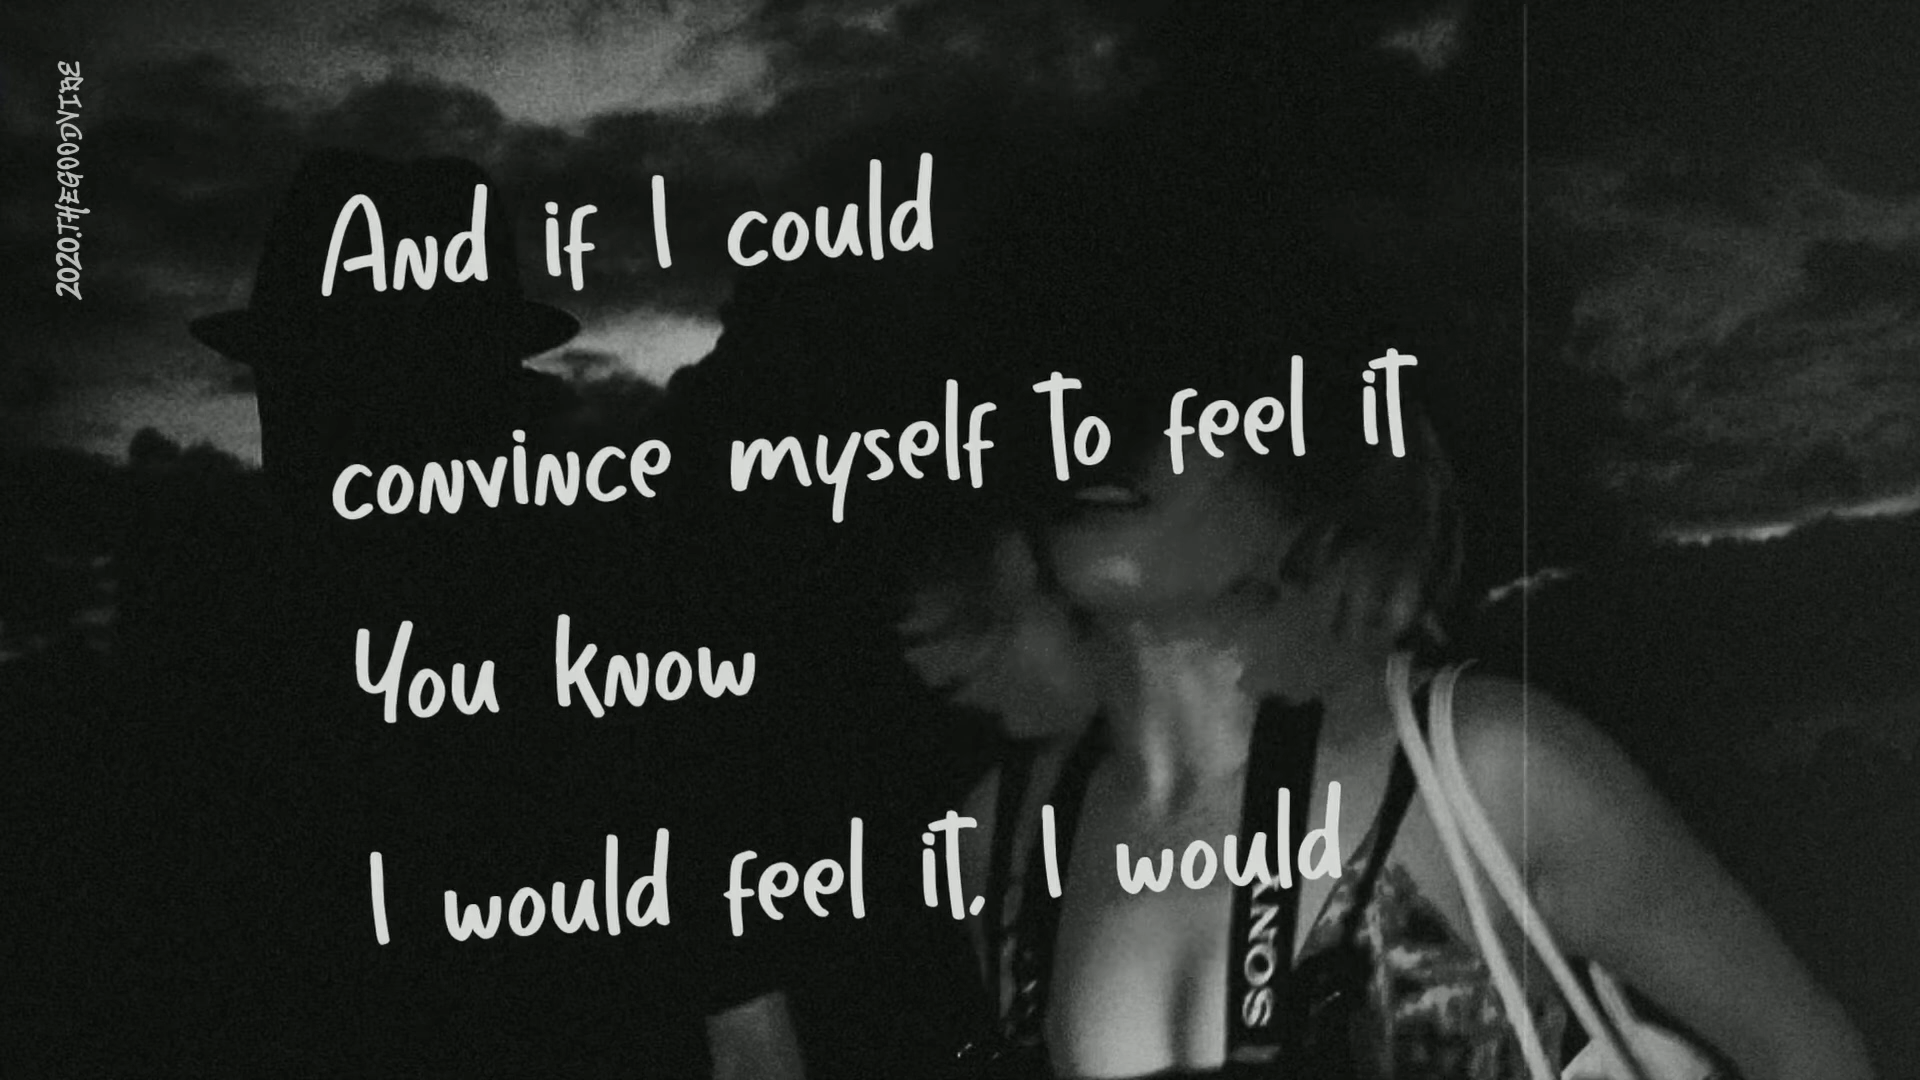 2020.THEGOODVIBE
And if I could
convince myself to feel it
You know
I would feel it, I would
SONY